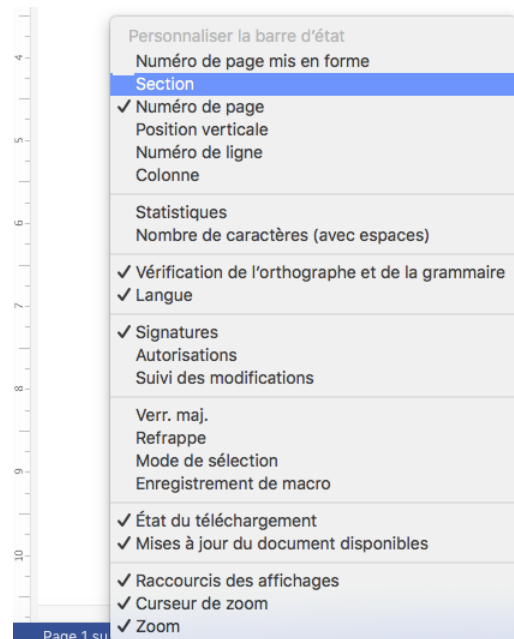 Personnaliser la barre d'état
Numéro de page mis en forme
Section
✓ Numéro de page
Position verticale
Numéro de ligne
Colonne
Statistiques
Nombre de caractères (avec espaces)
✓ Vérification de l'orthographe et de la grammaire
✓ Langue
✓ Signatures
Autorisations
Suivi des modifications
Verr. maj.
Refrappe
Mode de sélection
Enregistrement de macro
✓ État du téléchargement
✓ Mises à jour du document disponibles
✓ Raccourcis des affichages
✓ Curseur de zoom
✓ Zoom
4
5
6
7
8
9
10
Page 1 su